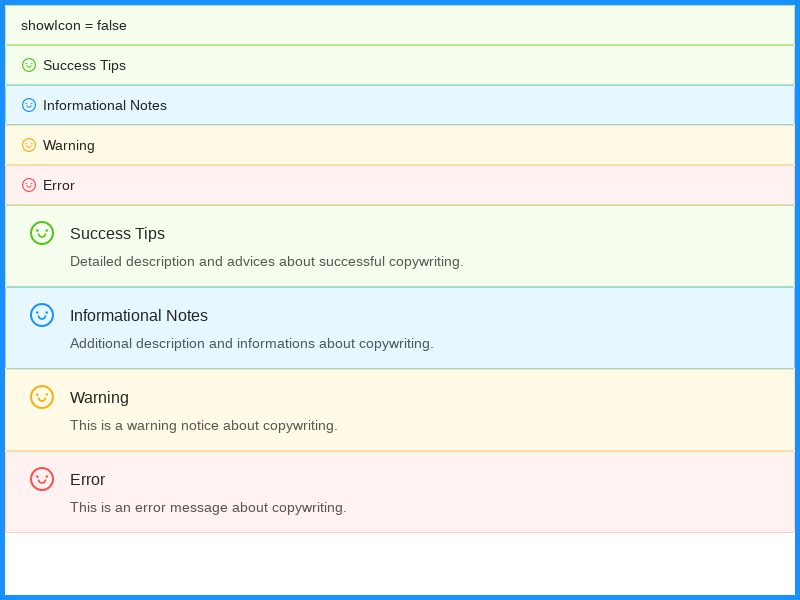 showIcon = false
Success Tips
Informational Notes
Warning
Error
Success Tips
Detailed description and advices about successful copywriting.
Informational Notes
Additional description and informations about copywriting.
Warning
This is a warning notice about copywriting.
Error
This is an error message about copywriting.